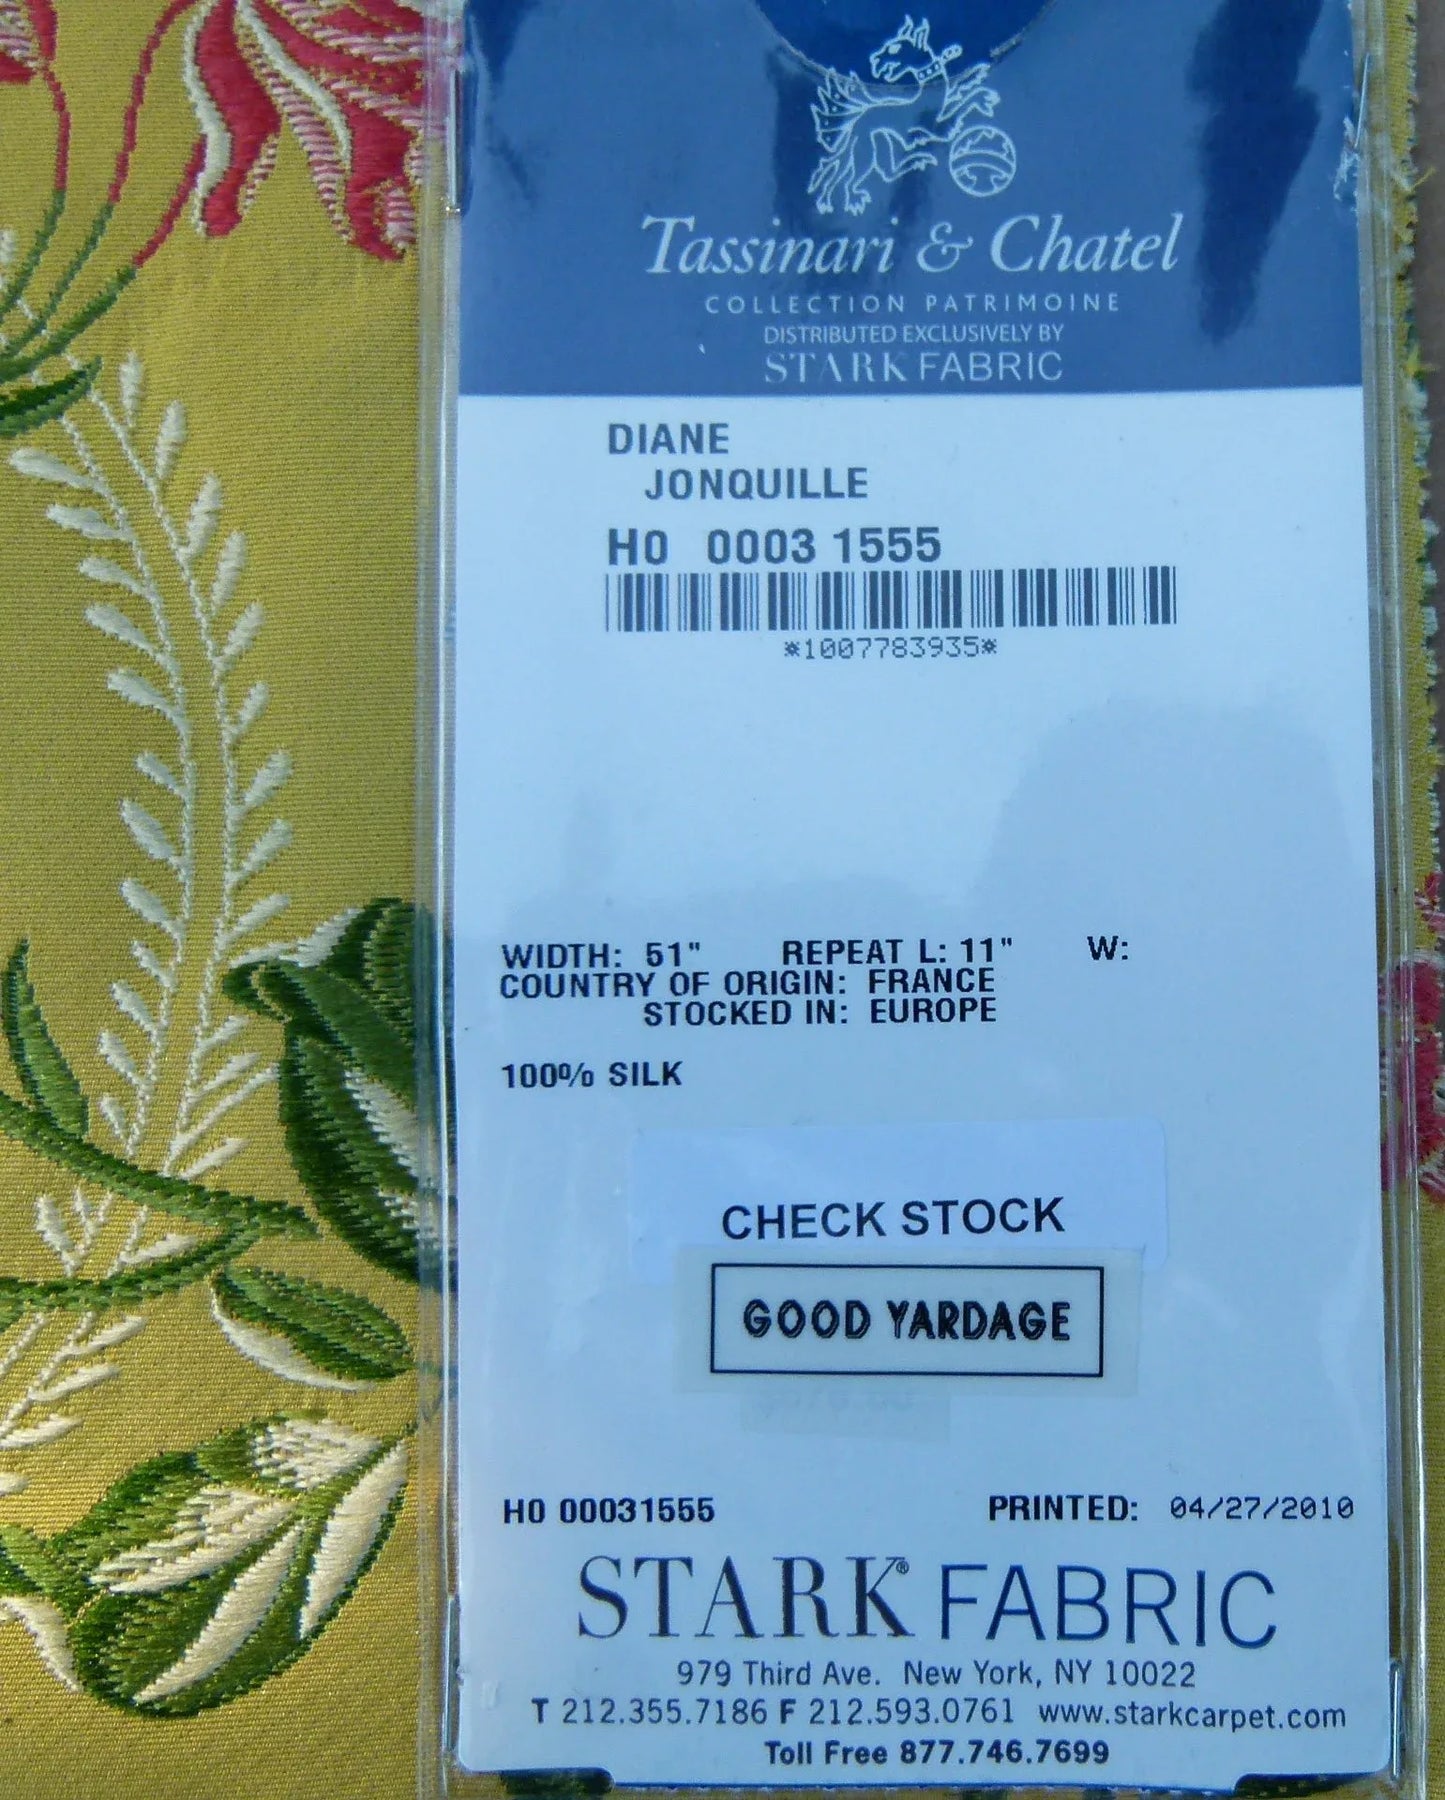 Tassinari & Chatel
COLLECTION PATRIMOINE
DISTRIBUTED EXCLUSIVELY BY
STARK FABRIC
DIANE
JONQUILLE
H0 0003 1555
*1007783935*
WIDTH: 51" REPEAT L: 11" W:
COUNTRY OF ORIGIN: FRANCE
STOCKED IN: EUROPE
100% SILK
CHECK STOCK
GOOD YARDAGE
H0 00031555 PRINTED: 04/27/2010
STARK® FABRIC
979 Third Ave. New York, NY 10022
T 212.355.7186 F 212.593.0761 www.starkcarpet.com
Toll Free 877.746.7699